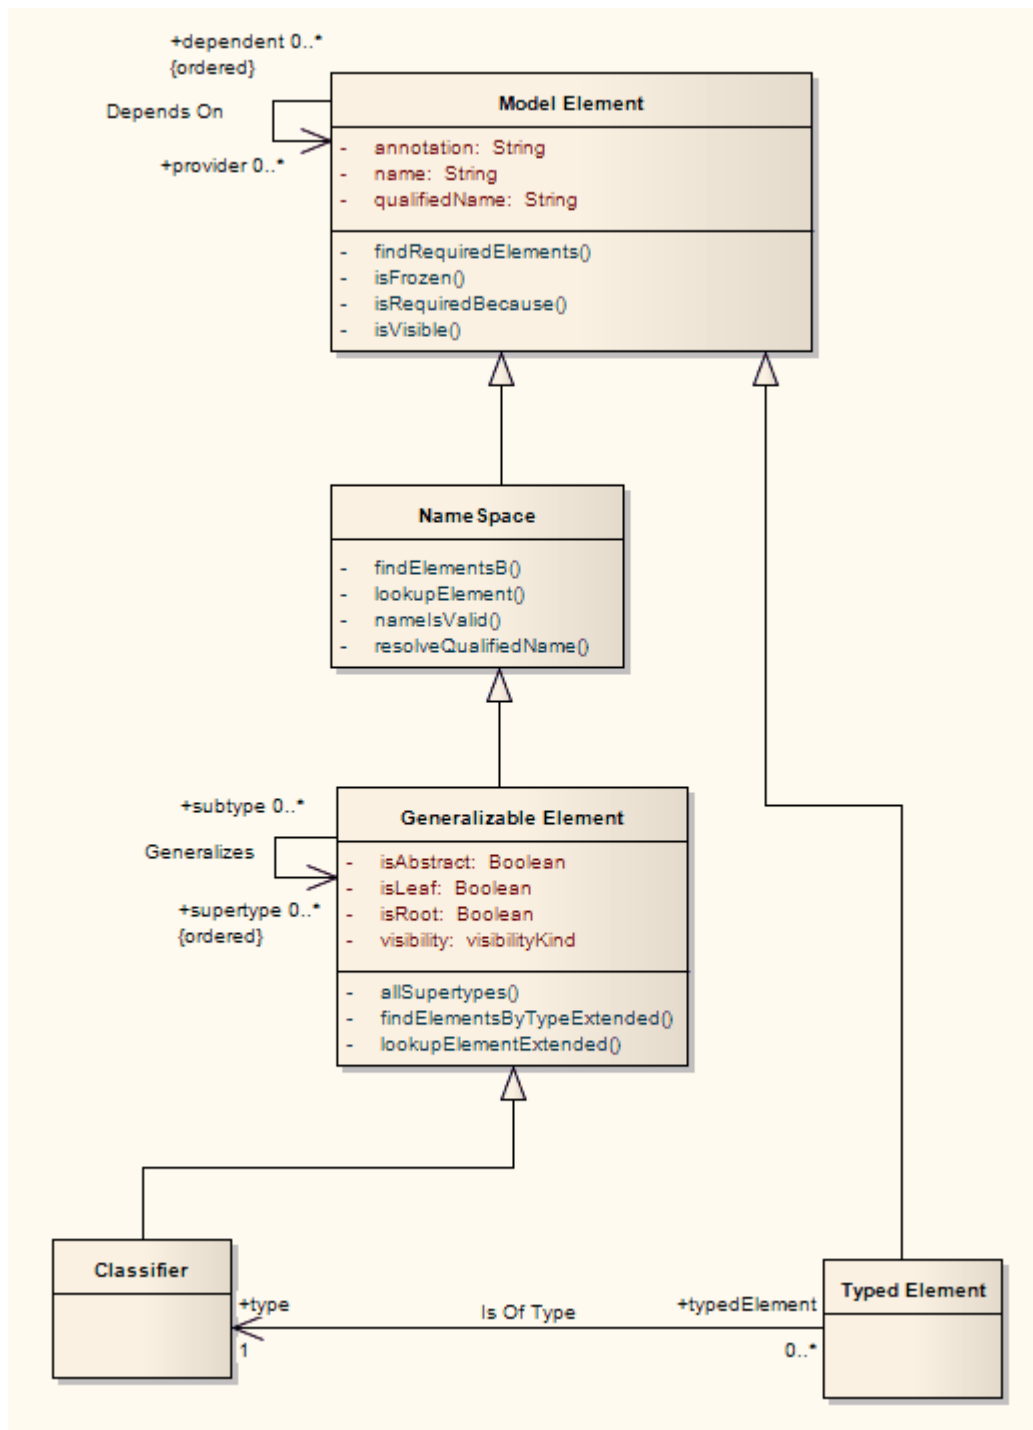 +dependent 0..*
{ordered}
Depends On
+provider 0..*
Model Element
- annotation: String
- name: String
- qualifiedName: String
- findRequiredElements()
- isFrozen()
- isRequiredBecause()
- isVisible()
NameSpace
- findElementsB()
- lookupElement()
- nameIsValid()
- resolveQualifiedName()
+subtype 0..*
Generalizes
+supertype 0..*
{ordered}
Generalizable Element
- isAbstract: Boolean
- isLeaf: Boolean
- isRoot: Boolean
- visibility: visibilityKind
- allSupertypes()
- findElementsByTypeExtended()
- lookupElementExtended()
Classifier
+type
1
Is Of Type
+typedElement
0..*
Typed Element